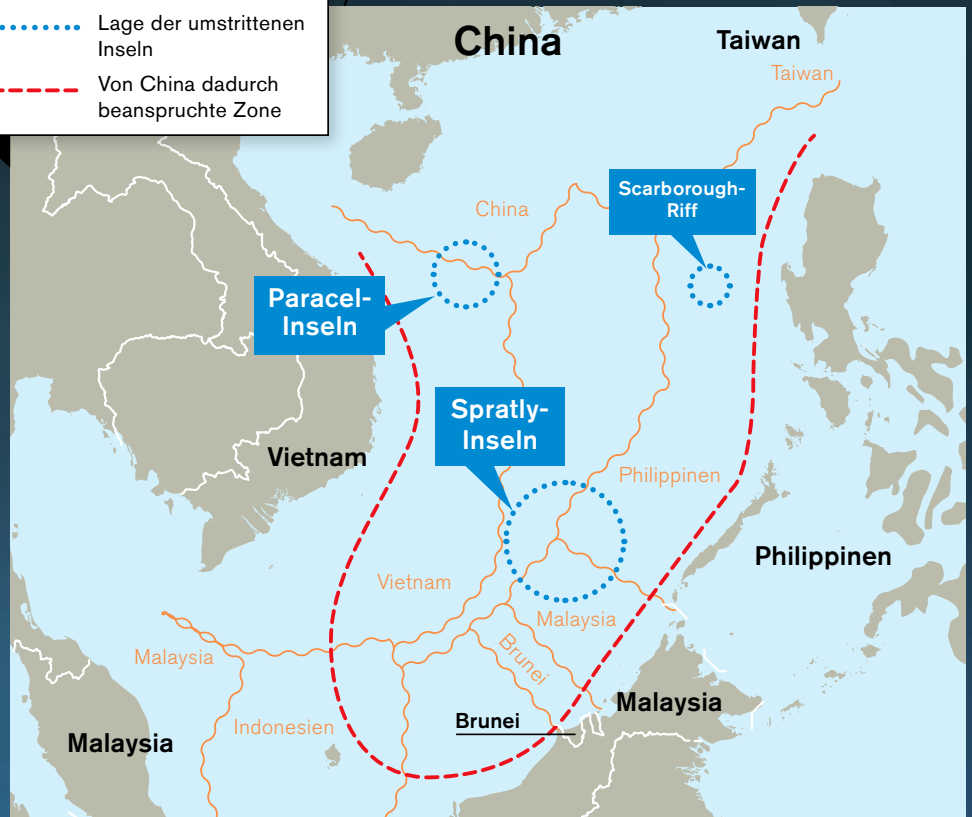 Lage der umstrittenen
Inseln
Von China dadurch
beanspruchte Zone
China
Taiwan
Taiwan
China
Scarborough-
Riff
Paracel-
Inseln
Spratly-
Inseln
Vietnam
Philippinen
Philippinen
Vietnam
Malaysia
Malaysia
Brunei
Malaysia
Brunei
Indonesien
Malaysia